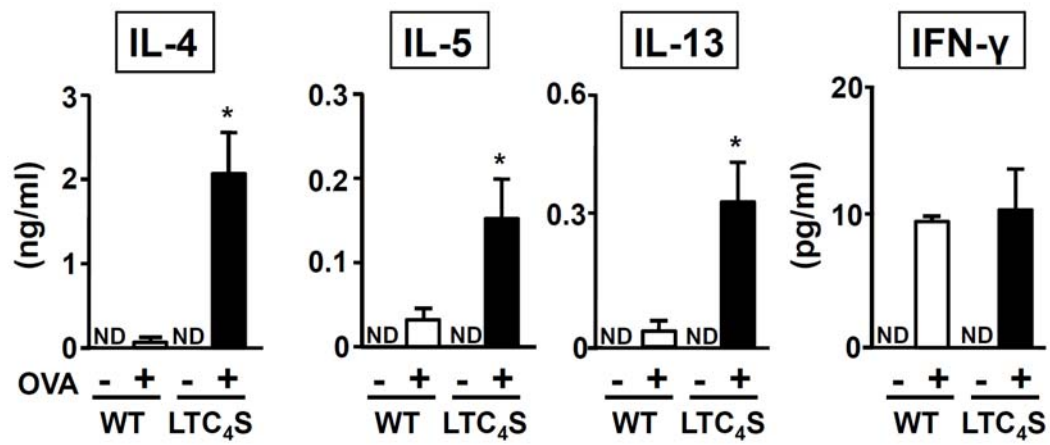 IL-4 IL-5 IL-13 IFN-γ
3 0.3 0.6 20
* * *
2 0.2
(ng/ml) 0.3 (pg/ml) 10
1 0.1
ND ND ND ND ND ND ND ND
0 0 0 0
OVA - + - + - + - + - + - + - + - +
WT LTC₄S WT LTC₄S WT LTC₄S WT LTC₄S